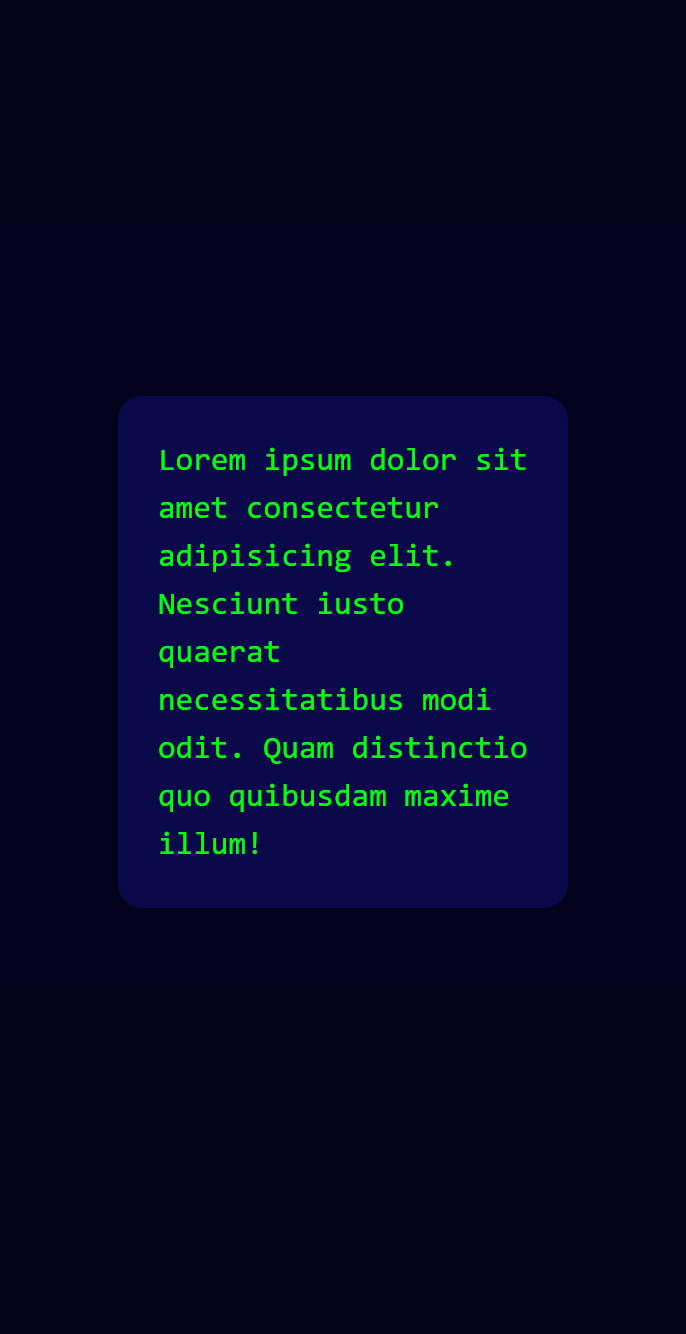 Lorem ipsum dolor sit
amet consectetur
adipisicing elit.
Nesciunt iusto
quaerat
necessitatibus modi
odit. Quam distinctio
quo quibusdam maxime
illum!